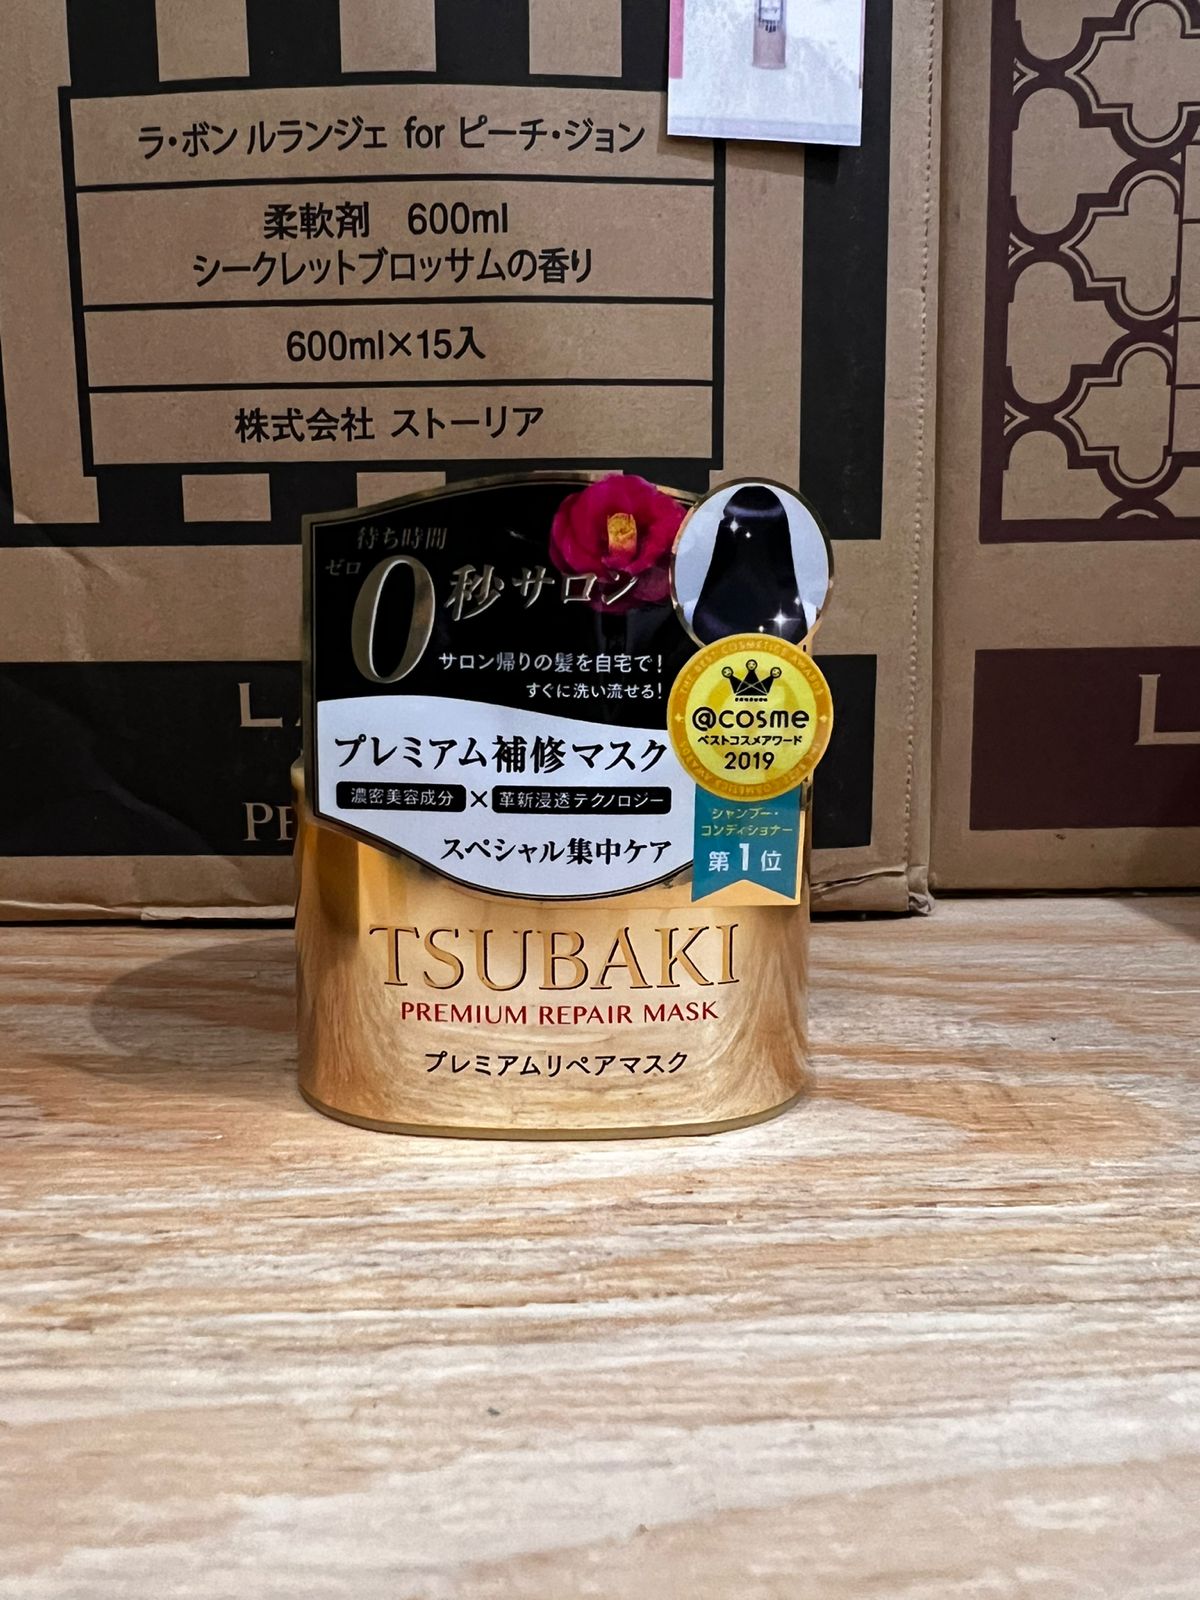 ラ・ボン ルランジェ for ピーチ・ジョン
柔軟剤 600ml
シークレットブロッサムの香り
600ml×15入
株式会社 ストーリア
待ち時間
ゼロ
0秒サロン
サロン帰りの髪を自宅で!
すぐに洗い流せる!
プレミアム補修マスク
濃密美容成分×革新浸透テクノロジー
スペシャル集中ケア
THE BEST COSMETICS AWARDS
@cosme
ベストコスメアワード
2019
シャンプー・
コンディショナー
第1位
TSUBAKI
PREMIUM REPAIR MASK
プレミアムリペアマスク
L
L